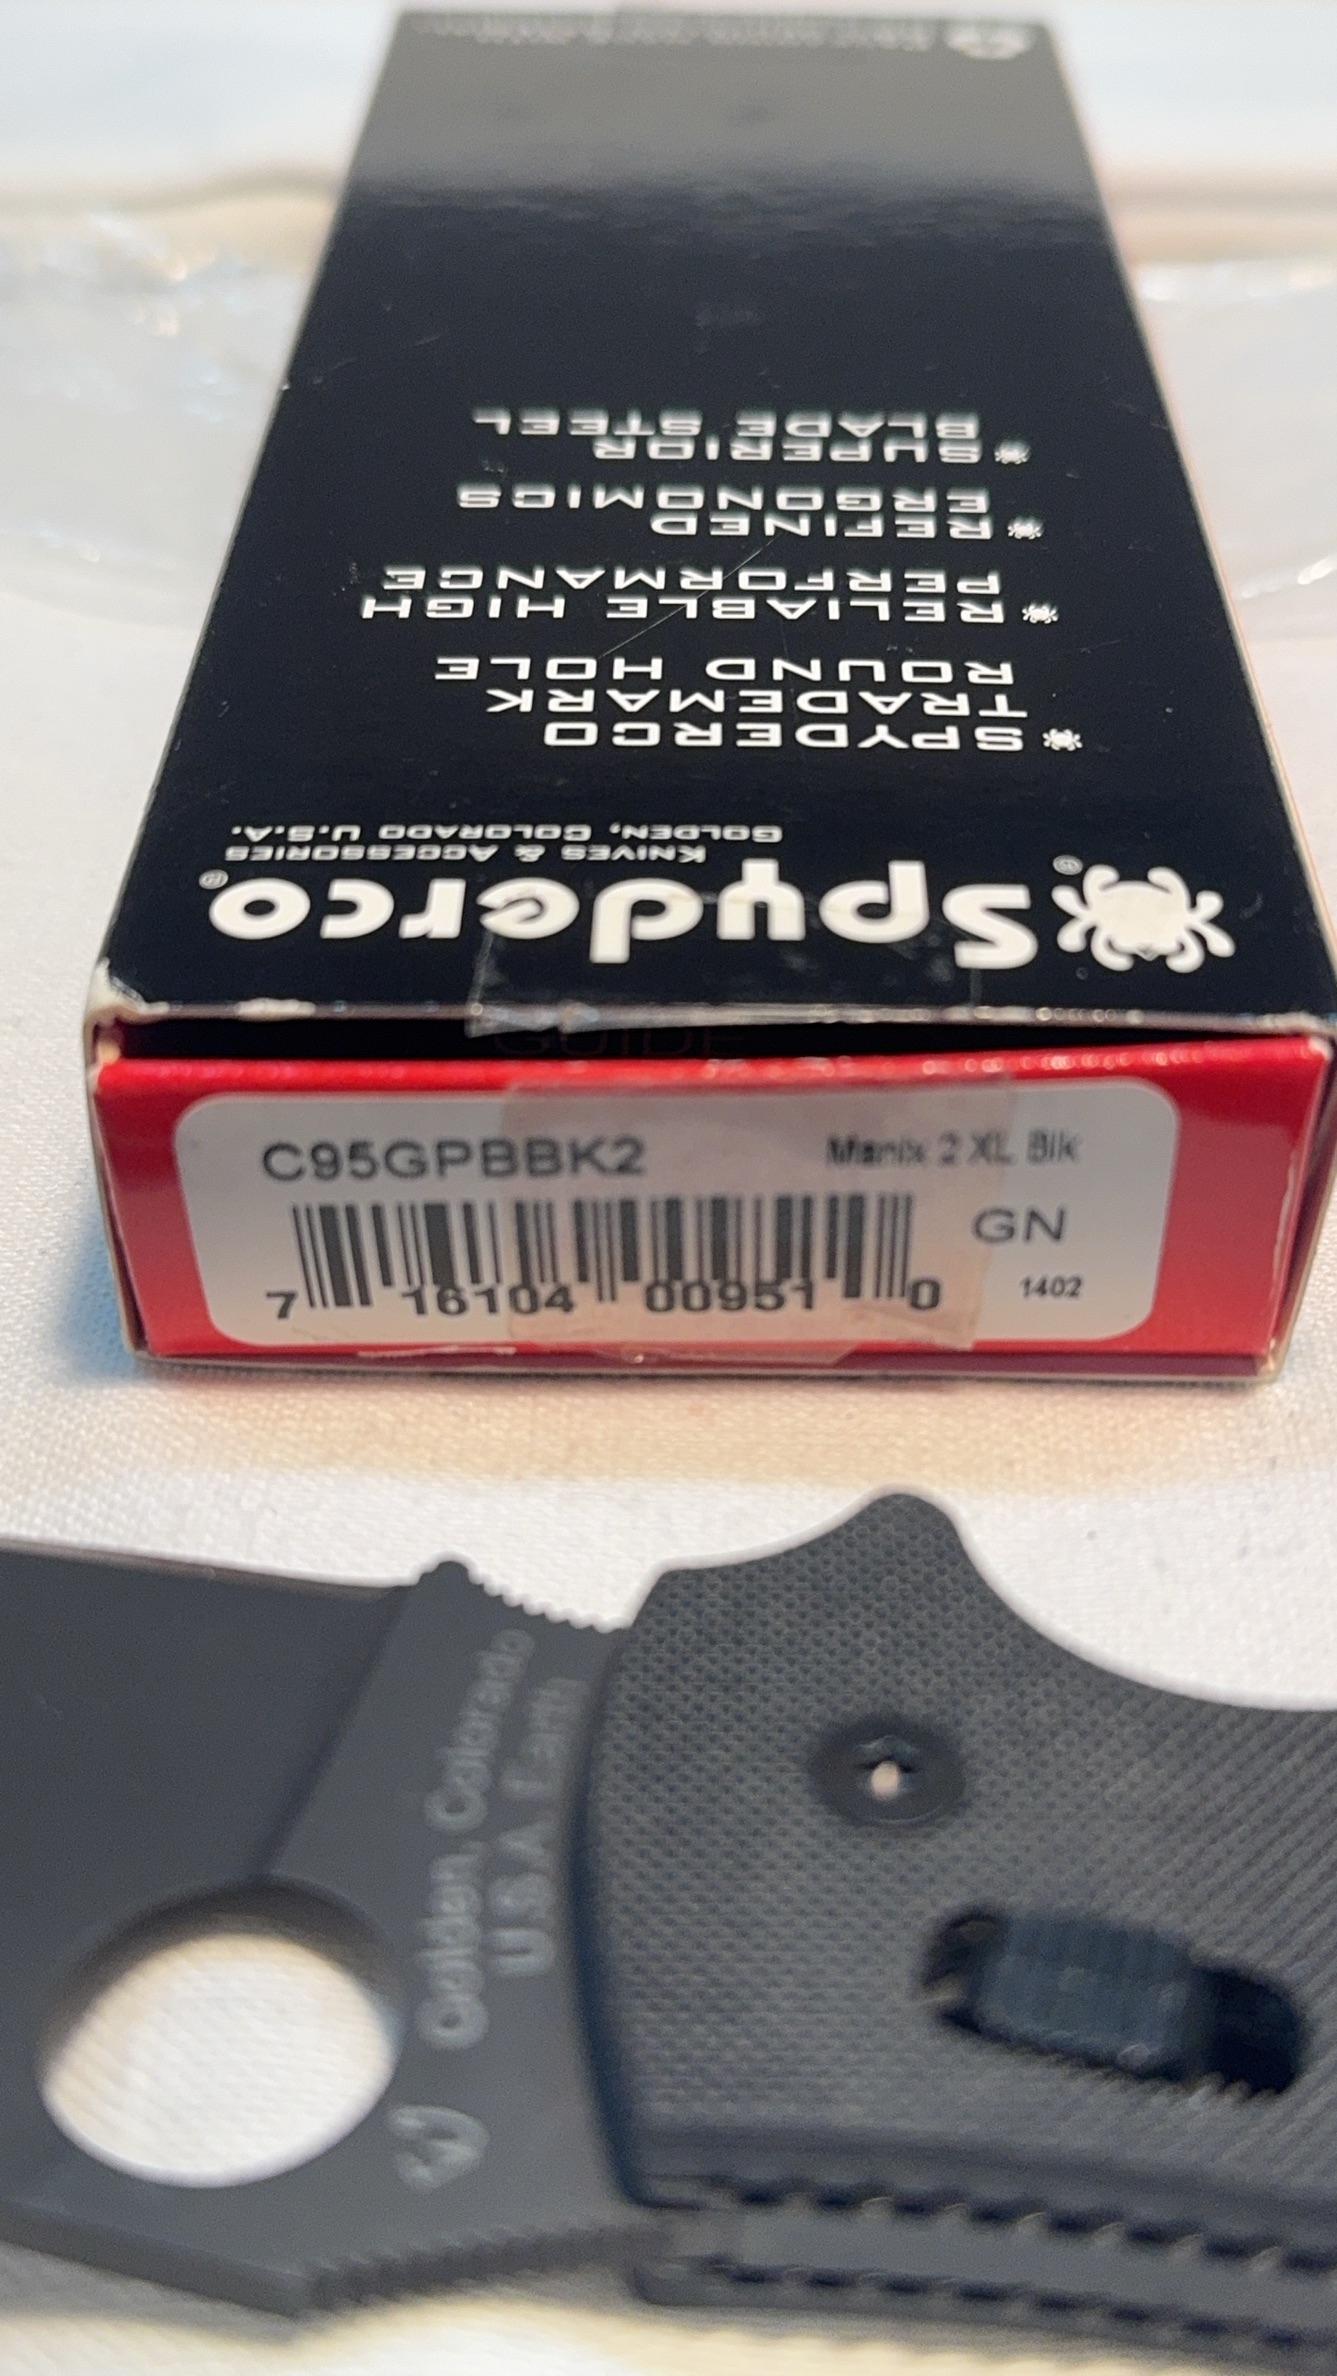 Spyderco®
KNIVES & ACCESSORIES
GOLDEN, COLORADO U.S.A.
SPYDERCO
TRADEMARK
ROUND HOLE
RELIABLE HIGH
PERFORMANCE
REFINED
ERGONOMICS
SUPERIOR
BLADE STEEL
GUIDE
C95GPBBK2
Manix 2 XL Blk
GN
7 16104 00951 0
1402
Golden Colorado
U.S.A Earth